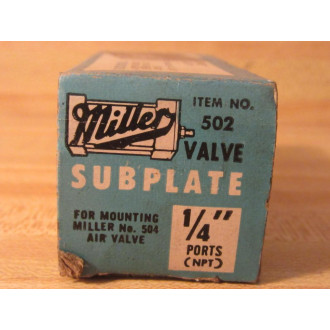 Miller
ITEM NO.
502
VALVE
SUBPLATE
FOR MOUNTING
MILLER No. 504
AIR VALVE
1/4"
PORTS
(NPT)